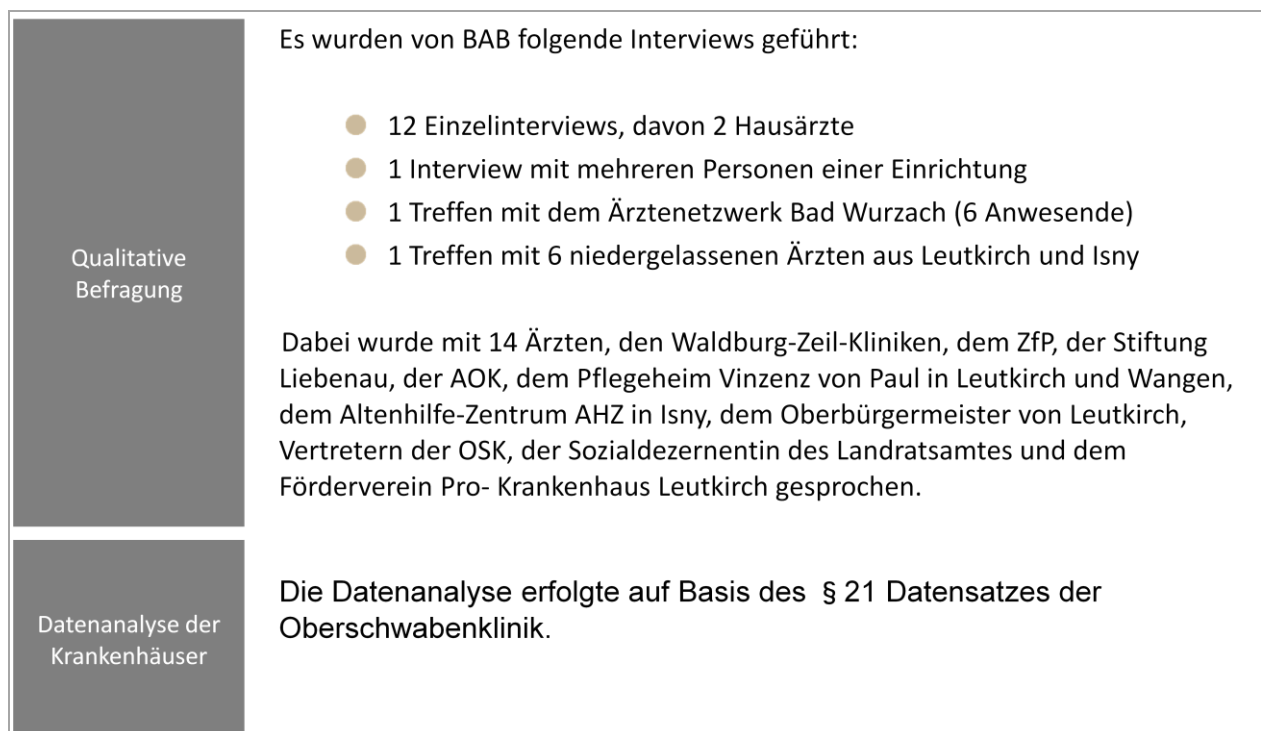 Es wurden von BAB folgende Interviews geführt:
12 Einzelinterviews, davon 2 Hausärzte
1 Interview mit mehreren Personen einer Einrichtung
1 Treffen mit dem Ärztenetzwerk Bad Wurzach (6 Anwesende)
1 Treffen mit 6 niedergelassenen Ärzten aus Leutkirch und Isny
Qualitative
Befragung
Dabei wurde mit 14 Ärzten, den Waldburg-Zeil-Kliniken, dem ZfP, der Stiftung
Liebenau, der AOK, dem Pflegeheim Vinzenz von Paul in Leutkirch und Wangen,
dem Altenhilfe-Zentrum AHZ in Isny, dem Oberbürgermeister von Leutkirch,
Vertretern der OSK, der Sozialdezernentin des Landratsamtes und dem
Förderverein Pro- Krankenhaus Leutkirch gesprochen.
Datenanalyse der
Krankenhäuser
Die Datenanalyse erfolgte auf Basis des § 21 Datensatzes der
Oberschwabenklinik.